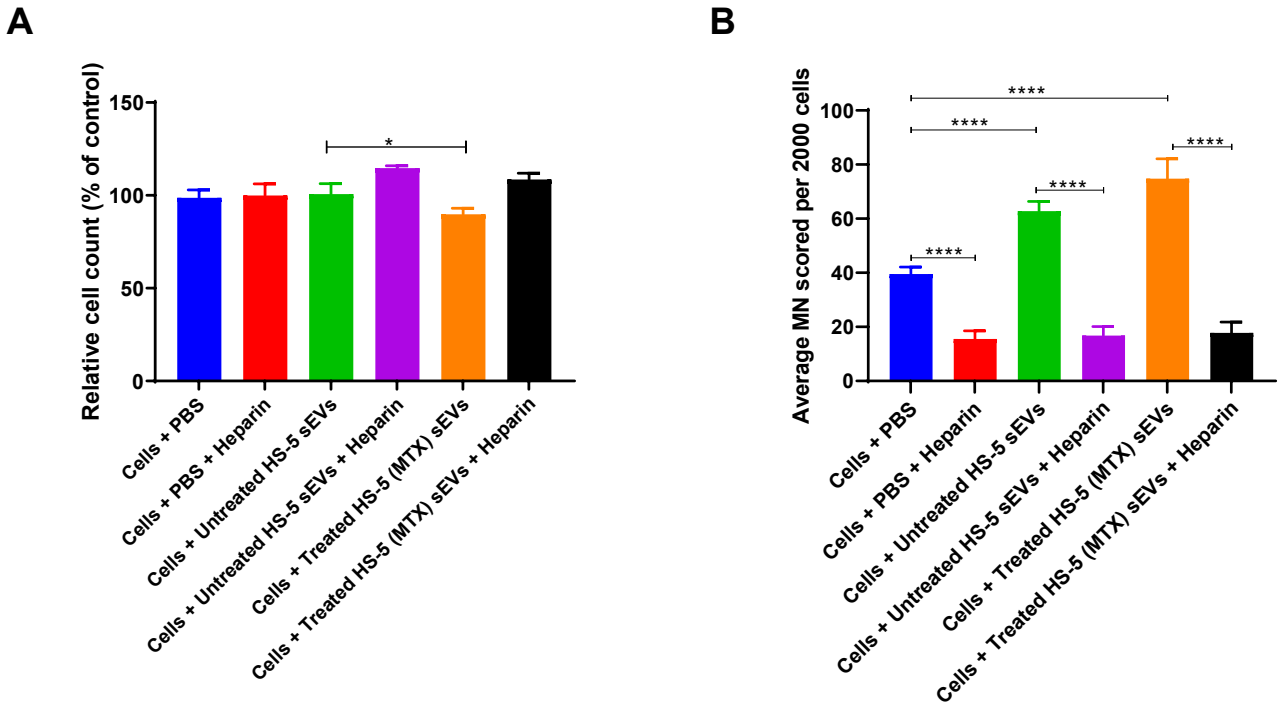 A
Relative cell count (% of control)
150
100
50
0
*
Cells + PBS
Cells + PBS + Heparin
Cells + Untreated HS-5 sEVs
Cells + Untreated HS-5 sEVs + Heparin
Cells + Treated HS-5 (MTX) sEVs
Cells + Treated HS-5 (MTX) sEVs + Heparin
B
Average MN scored per 2000 cells
100
80
60
40
20
0
****
****
****
****
****
Cells + PBS
Cells + PBS + Heparin
Cells + Untreated HS-5 sEVs
Cells + Untreated HS-5 sEVs + Heparin
Cells + Treated HS-5 (MTX) sEVs
Cells + Treated HS-5 (MTX) sEVs + Heparin